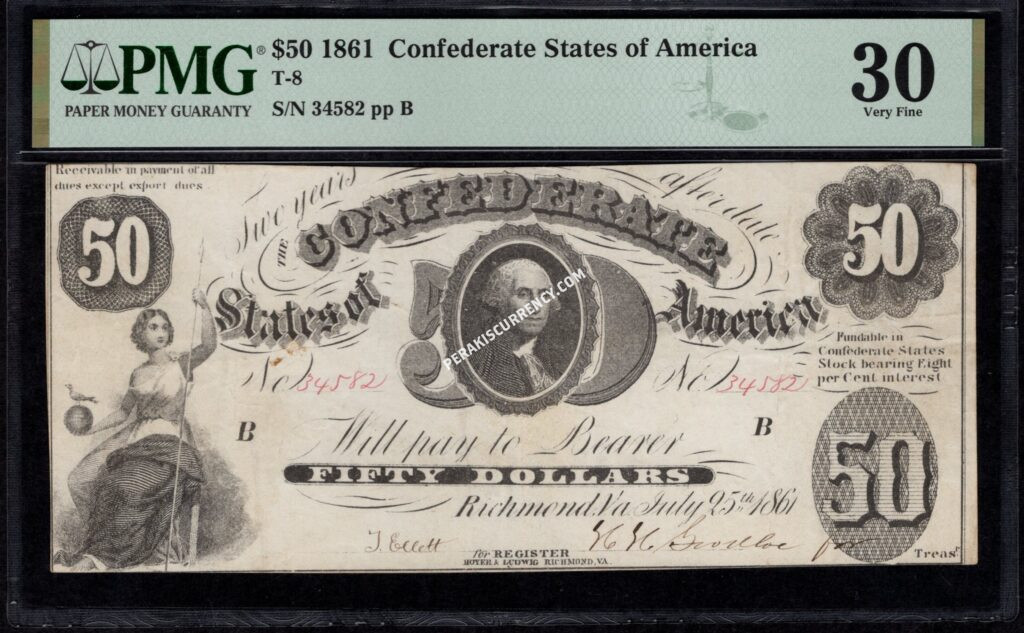 PMG®
PAPER MONEY GUARANTY
$50 1861 Confederate States of America
T-8
S/N 34582 pp B
30
Very Fine
Receivable in payment of all
dues except export dues.
Two years after date
THE CONFEDERATE
States of America
50
50
50
PERAKISCURRENCY.COM
No 34582
No 34582
Fundable in
Confederate States
Stock bearing Eight
per Cent interest
B
B
Will pay to Bearer
FIFTY DOLLARS
50
Richmond, Va July 25th 1861
J. Ellett
for REGISTER
for Treasr
HOYER & LUDWIG RICHMOND, VA.